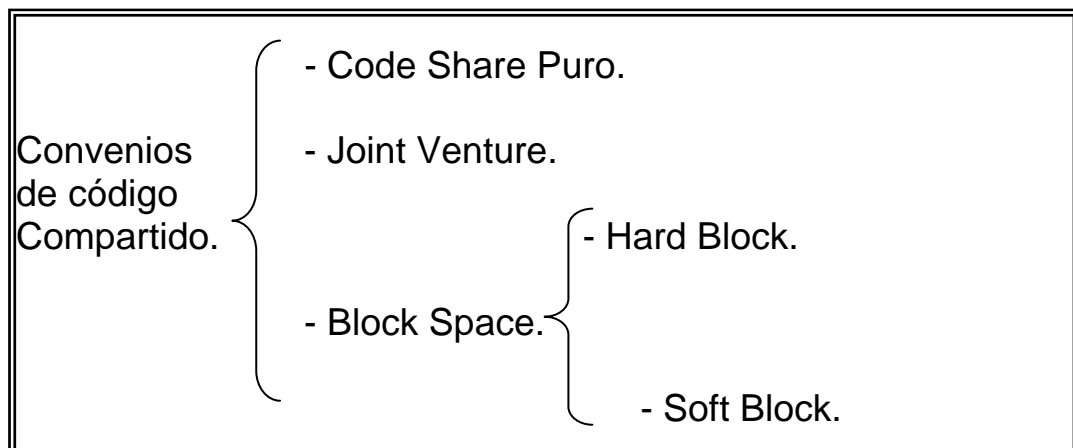 - Code Share Puro.
Convenios
de código
Compartido.
- Joint Venture.
- Block Space.
- Hard Block.
- Soft Block.